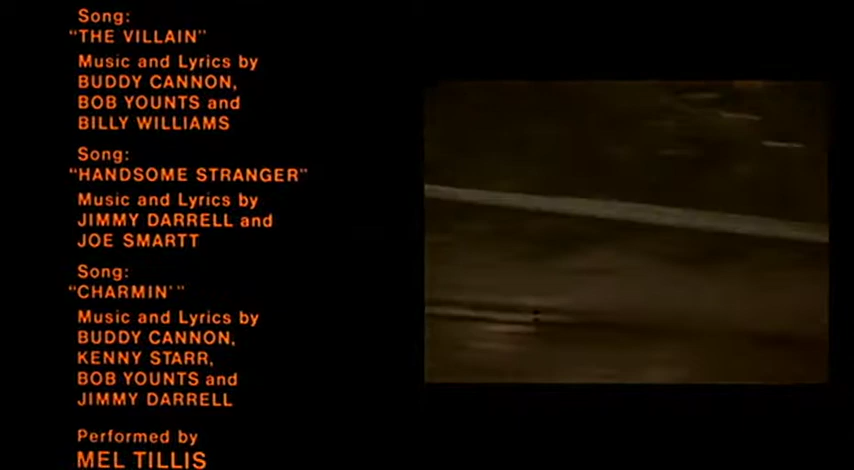 Song:
"THE VILLAIN"
Music and Lyrics by
BUDDY CANNON,
BOB YOUNTS and
BILLY WILLIAMS
Song:
"HANDSOME STRANGER"
Music and Lyrics by
JIMMY DARRELL and
JOE SMARTT
Song:
"CHARMIN'"
Music and Lyrics by
BUDDY CANNON,
KENNY STARR,
BOB YOUNTS and
JIMMY DARRELL
Performed by
MEL TILLIS